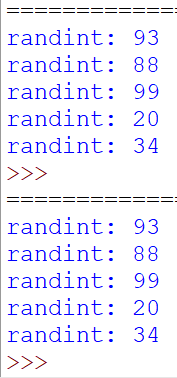 =============
randint: 93
randint: 88
randint: 99
randint: 20
randint: 34
>>>
=============
randint: 93
randint: 88
randint: 99
randint: 20
randint: 34
>>>